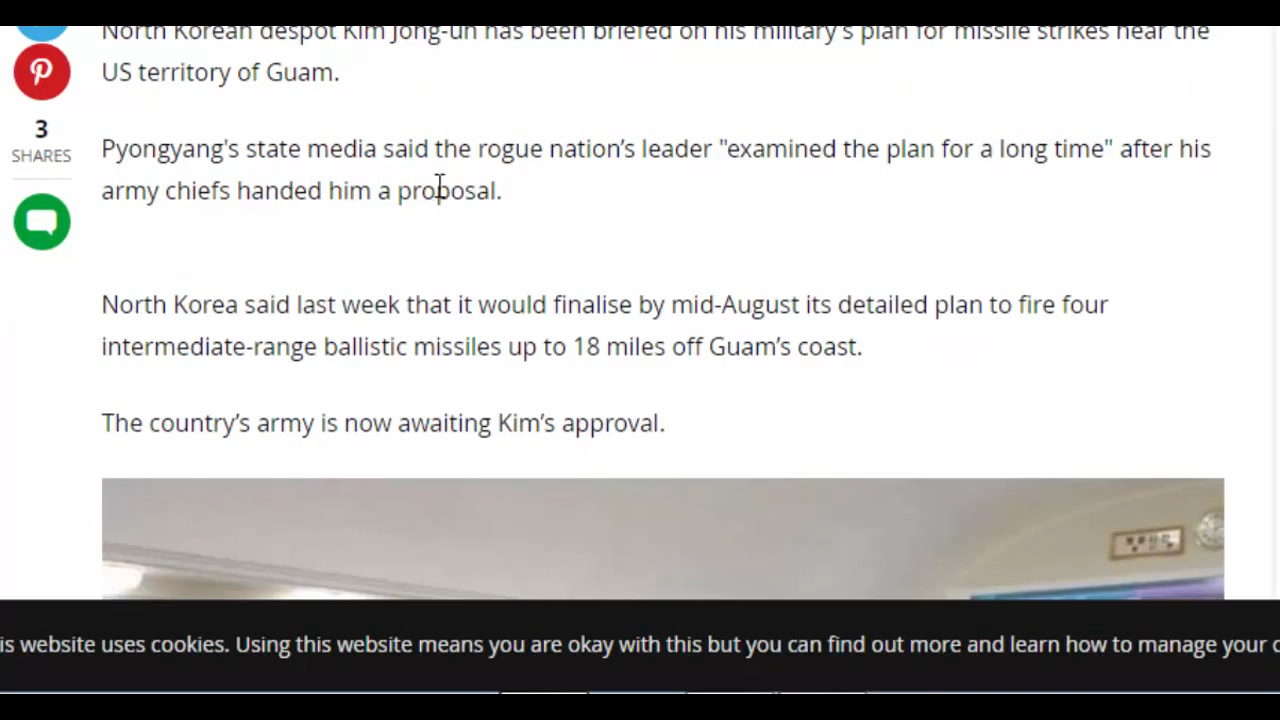 North Korean despot Kim Jong-un has been briefed on his military's plan for missile strikes near the
US territory of Guam.
3
SHARES
Pyongyang's state media said the rogue nation’s leader "examined the plan for a long time" after his
army chiefs handed him a proposal.
North Korea said last week that it would finalise by mid-August its detailed plan to fire four
intermediate-range ballistic missiles up to 18 miles off Guam’s coast.
The country’s army is now awaiting Kim’s approval.
is website uses cookies. Using this website means you are okay with this but you can find out more and learn how to manage your c